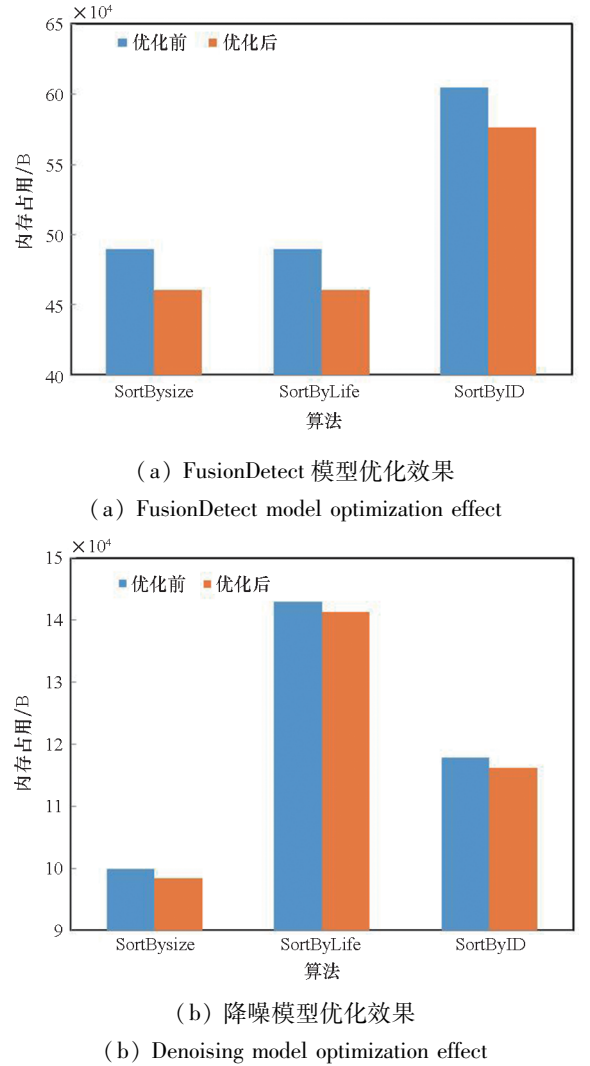 ×10⁴
65
优化前 优化后
60
55
50
45
40
内存占用/B
SortBysize SortByLife SortByID
算法
(a) FusionDetect 模型优化效果
(a) FusionDetect model optimization effect
×10⁴
15
优化前 优化后
14
13
12
11
10
9
内存占用/B
SortBysize SortByLife SortByID
算法
(b) 降噪模型优化效果
(b) Denoising model optimization effect